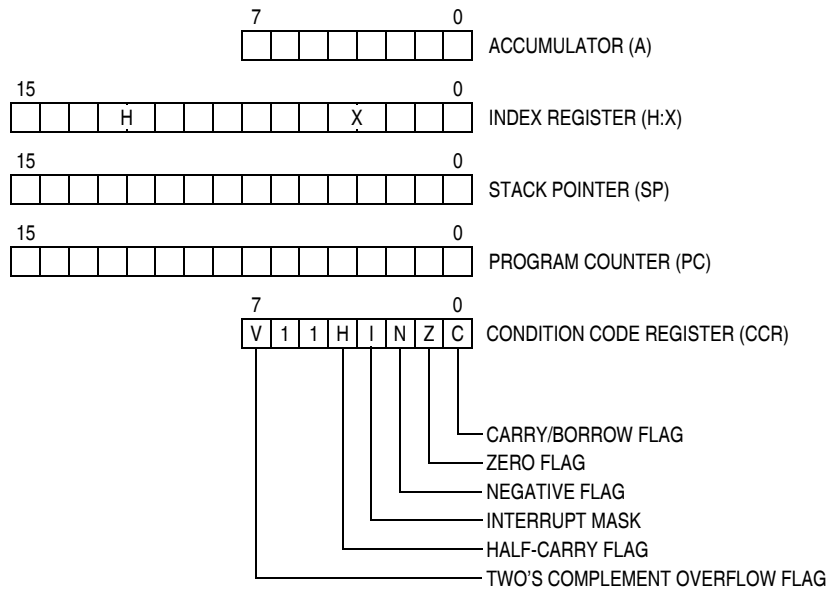 7 0
ACCUMULATOR (A)
15 0
H X INDEX REGISTER (H:X)
15 0
STACK POINTER (SP)
15 0
PROGRAM COUNTER (PC)
7 0
V 1 1 H I N Z C CONDITION CODE REGISTER (CCR)
CARRY/BORROW FLAG
ZERO FLAG
NEGATIVE FLAG
INTERRUPT MASK
HALF-CARRY FLAG
TWO'S COMPLEMENT OVERFLOW FLAG